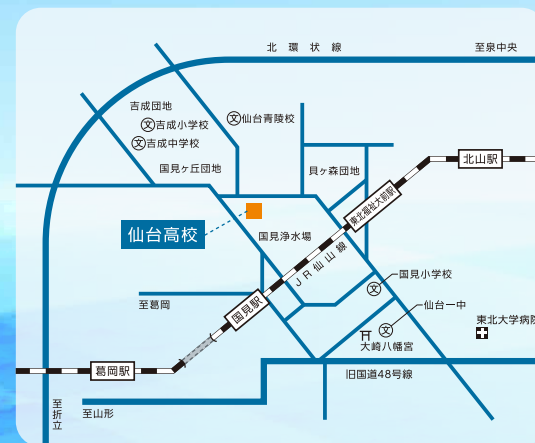 北環状線
至泉中央
吉成団地
文吉成小学校
文仙台青陵校
文吉成中学校
国見ヶ丘団地
貝ヶ森団地
北山駅
東北福祉大前駅
仙台高校
国見浄水場
JR仙山線
国見小学校
文
至葛岡
国見駅
仙台一中
文
東北大学病院
大崎八幡宮
葛岡駅
旧国道48号線
至折立
至山形